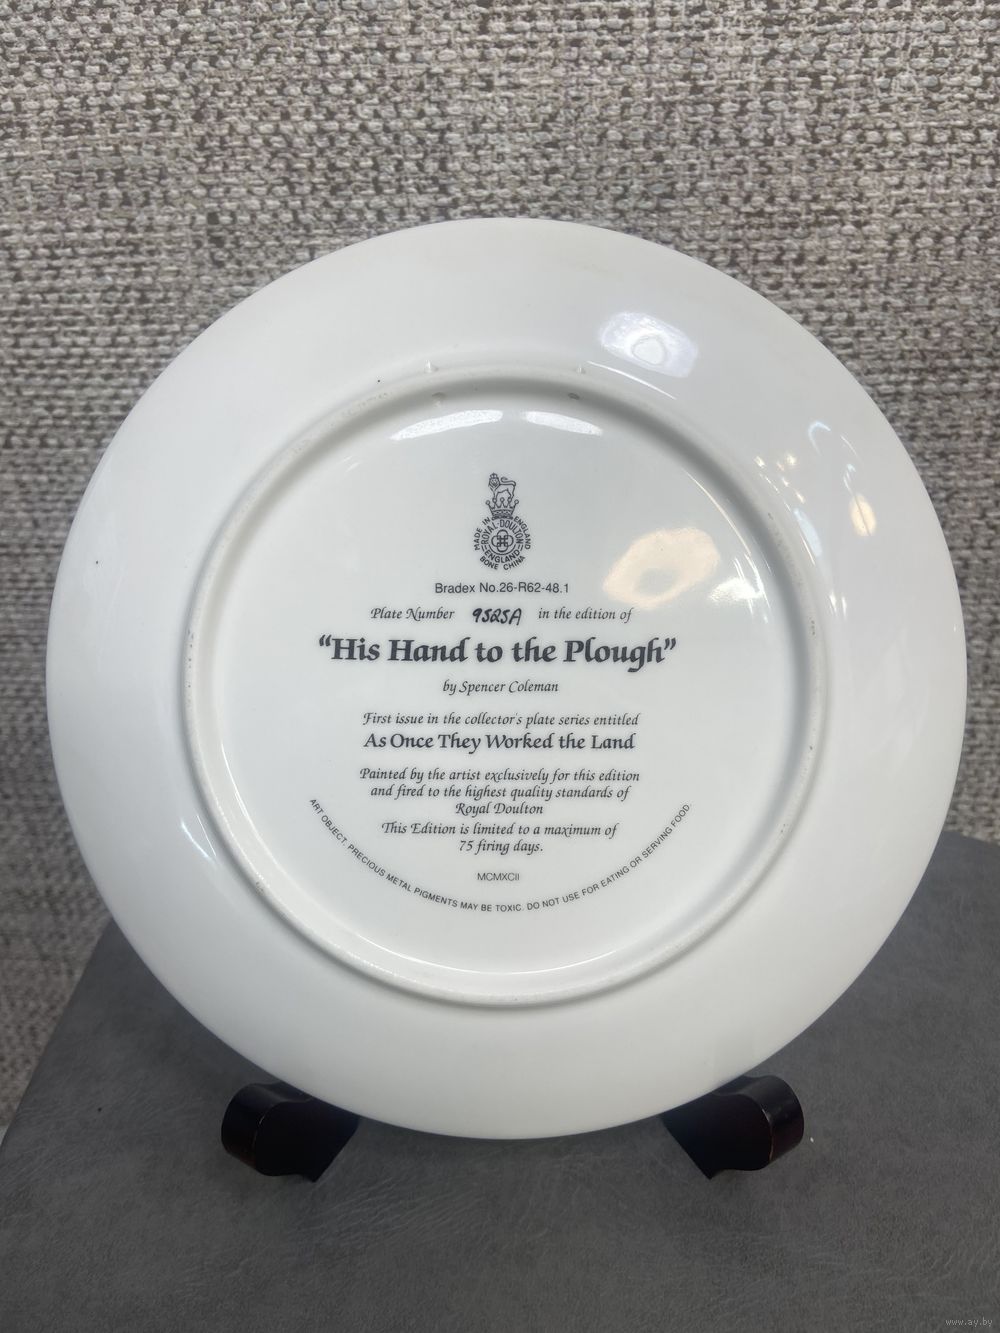 MADE IN ENGLAND
ROYAL·DOULTON
ENGLAND
BONE CHINA
Bradex No.26-R62-48.1
Plate Number 9525A in the edition of
“His Hand to the Plough”
by Spencer Coleman
First issue in the collector's plate series entitled
As Once They Worked the Land
Painted by the artist exclusively for this edition
and fired to the highest quality standards of
Royal Doulton
This Edition is limited to a maximum of
75 firing days.
MCMXCII
ART OBJECT. PRECIOUS METAL PIGMENTS MAY BE TOXIC. DO NOT USE FOR EATING OR SERVING FOOD.
www.ay.by